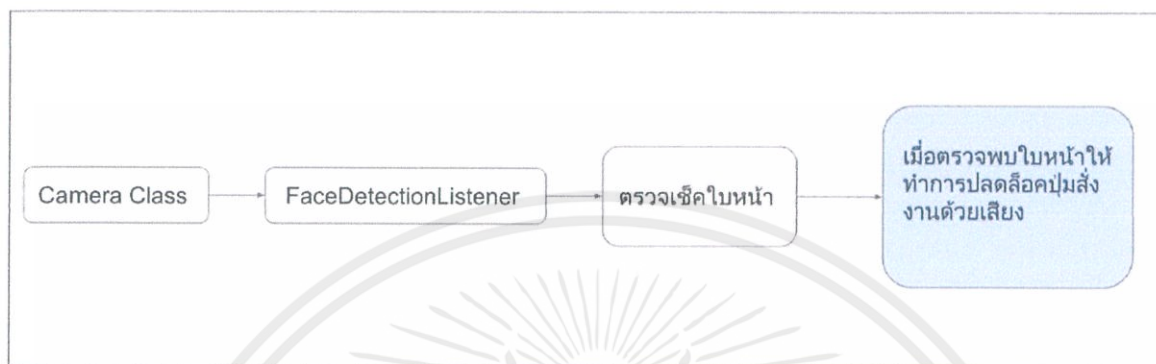 Camera Class
FaceDetectionListener
ตรวจเช็คใบหน้า
เมื่อตรวจพบใบหน้าให้
ทำการปลดล็อคปุ่มสั่ง
งานด้วยเสียง